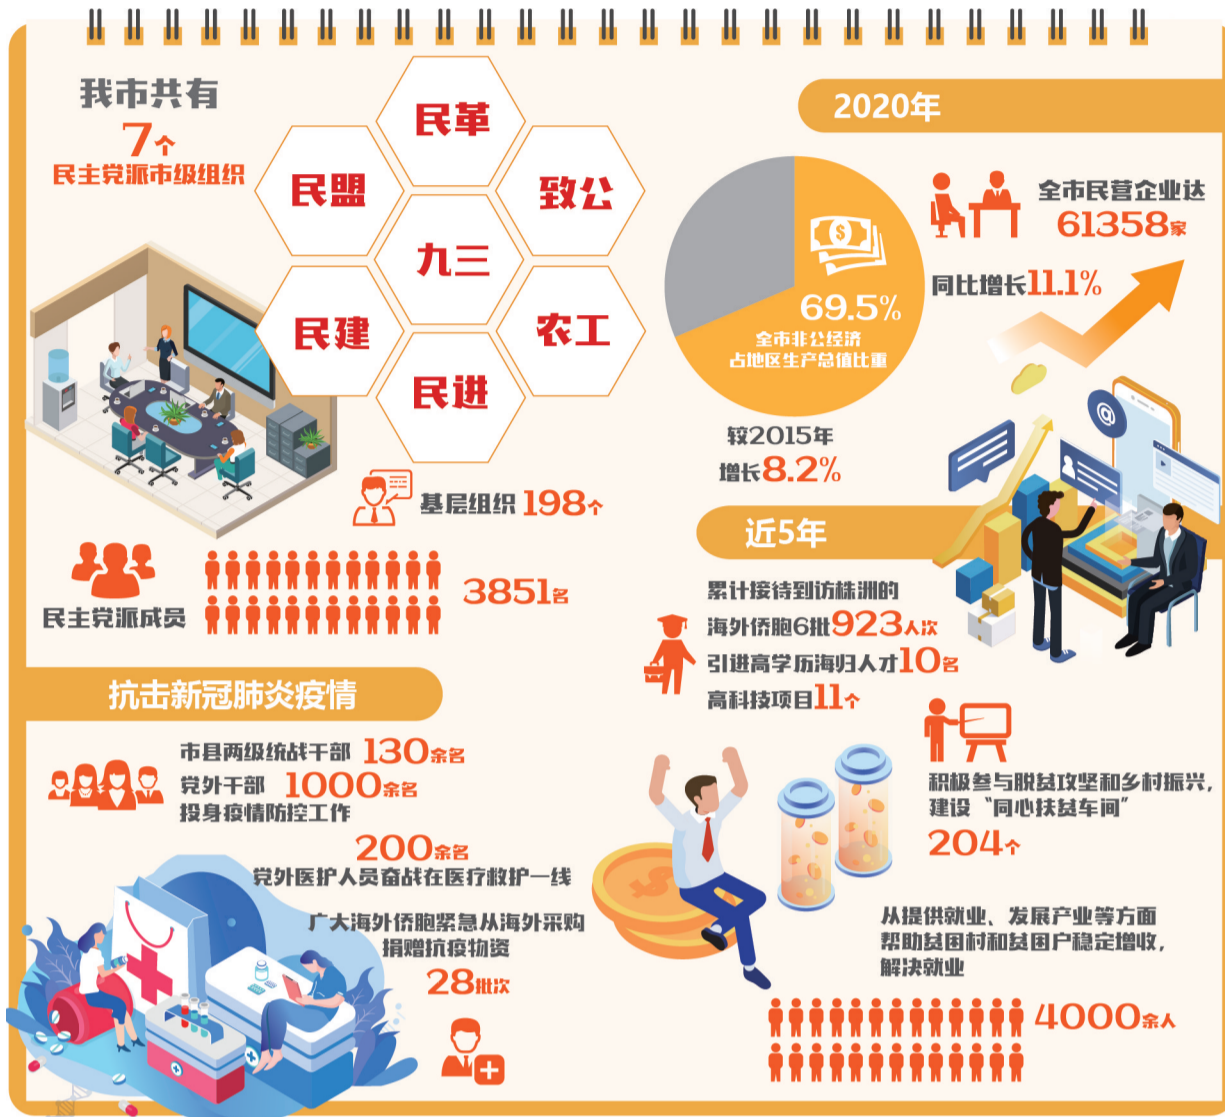 我市共有
7个
民主党派市级组织
民革
民盟
致公
九三
民建
农工
民进
基层组织 198个
民主党派成员
3851名
2020年
全市民营企业达
61358家
同比增长11.1%
69.5%
全市非公经济
占地区生产总值比重
较2015年
增长8.2%
@
近5年
累计接待到访株洲的
海外侨胞6批923人次
引进高学历海归人才10名
高科技项目11个
积极参与脱贫攻坚和乡村振兴，
建设“同心扶贫车间”
204个
从提供就业、发展产业等方面
帮助贫困村和贫困户稳定增收，
解决就业
4000余人
抗击新冠肺炎疫情
市县两级统战干部 130余名
党外干部 1000余名
投身疫情防控工作
200余名
党外医护人员奋战在医疗救护一线
广大海外侨胞紧急从海外采购
捐赠抗疫物资
28批次